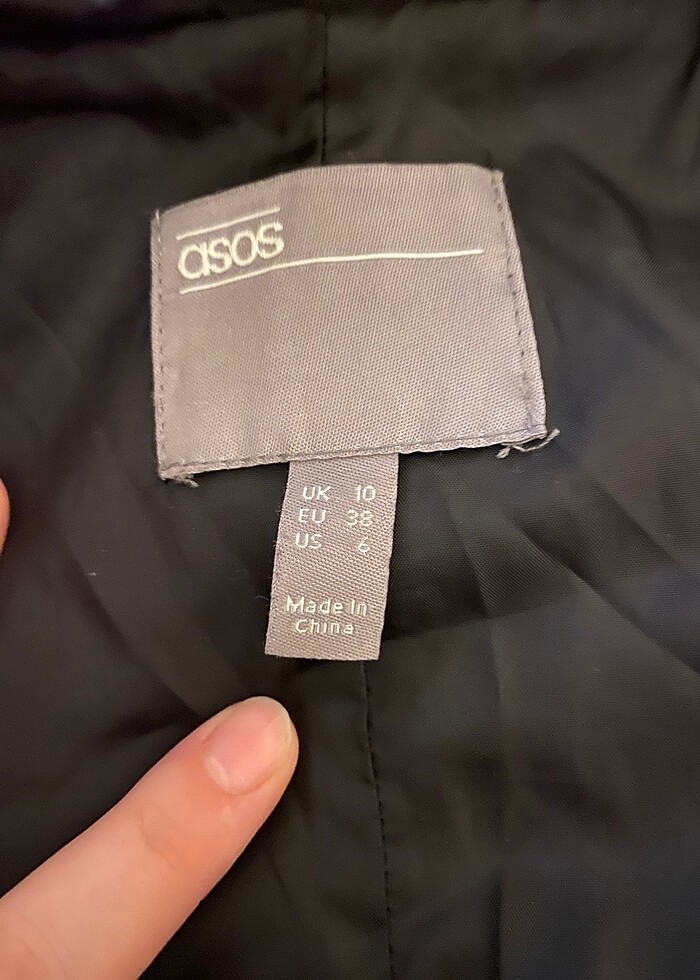 asos
UK 10
EU 38
US 6
Made In
China